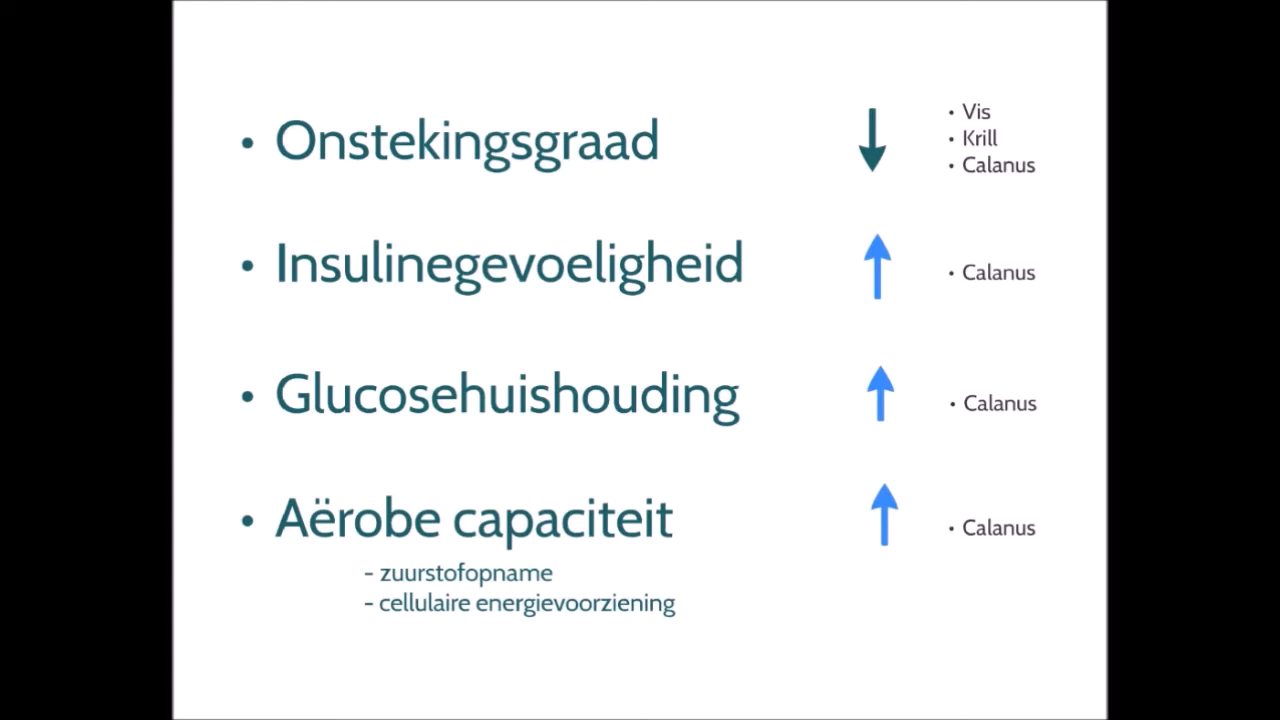 • Onstekingsgraad
• Vis
• Krill
• Calanus
• Insulinegevoeligheid
• Calanus
• Glucosehuishouding
• Calanus
• Aërobe capaciteit
• Calanus
- zuurstofopname
- cellulaire energievoorziening